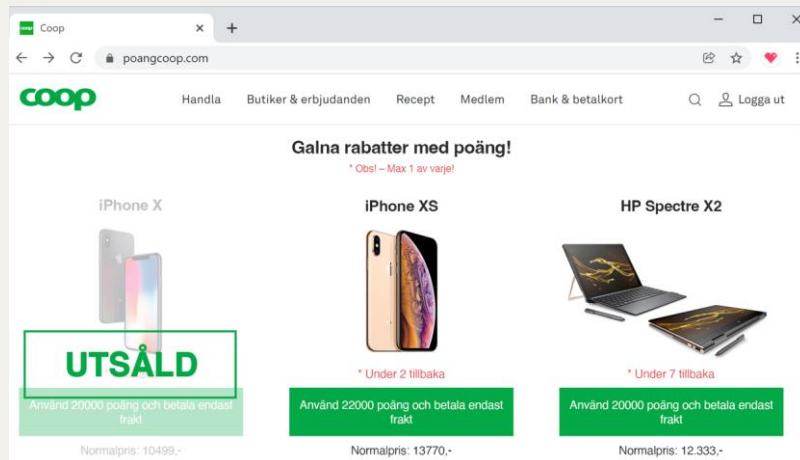 coop Coop
poangcoop.com
coop Handla Butiker & erbjudanden Recept Medlem Bank & betalkort Logga ut
Galna rabatter med poäng!
* Obs! – Max 1 av varje!
iPhone X
UTSÅLD
Använd 20000 poäng och betala endast
frakt
Normalpris: 10499,-
iPhone XS
* Under 2 tillbaka
Använd 22000 poäng och betala endast
frakt
Normalpris: 13770,-
HP Spectre X2
* Under 7 tillbaka
Använd 20000 poäng och betala endast
frakt
Normalpris: 12.333,-